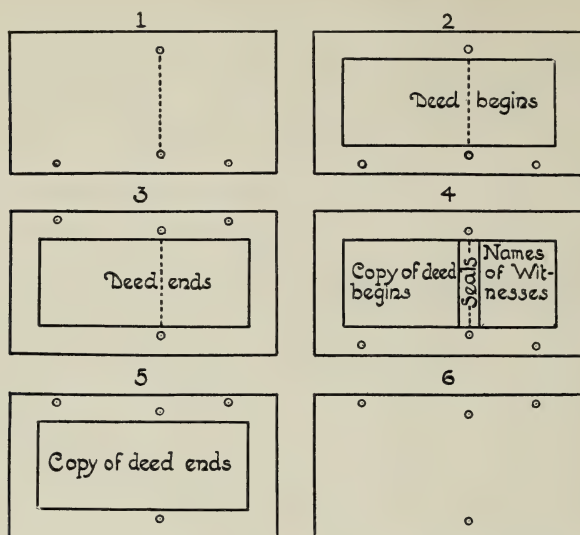 1
2
Deed begins
3
Deed ends
4
Copy of deed
begins
Seals
Names
of Wit-
nesses
5
Copy of deed ends
6